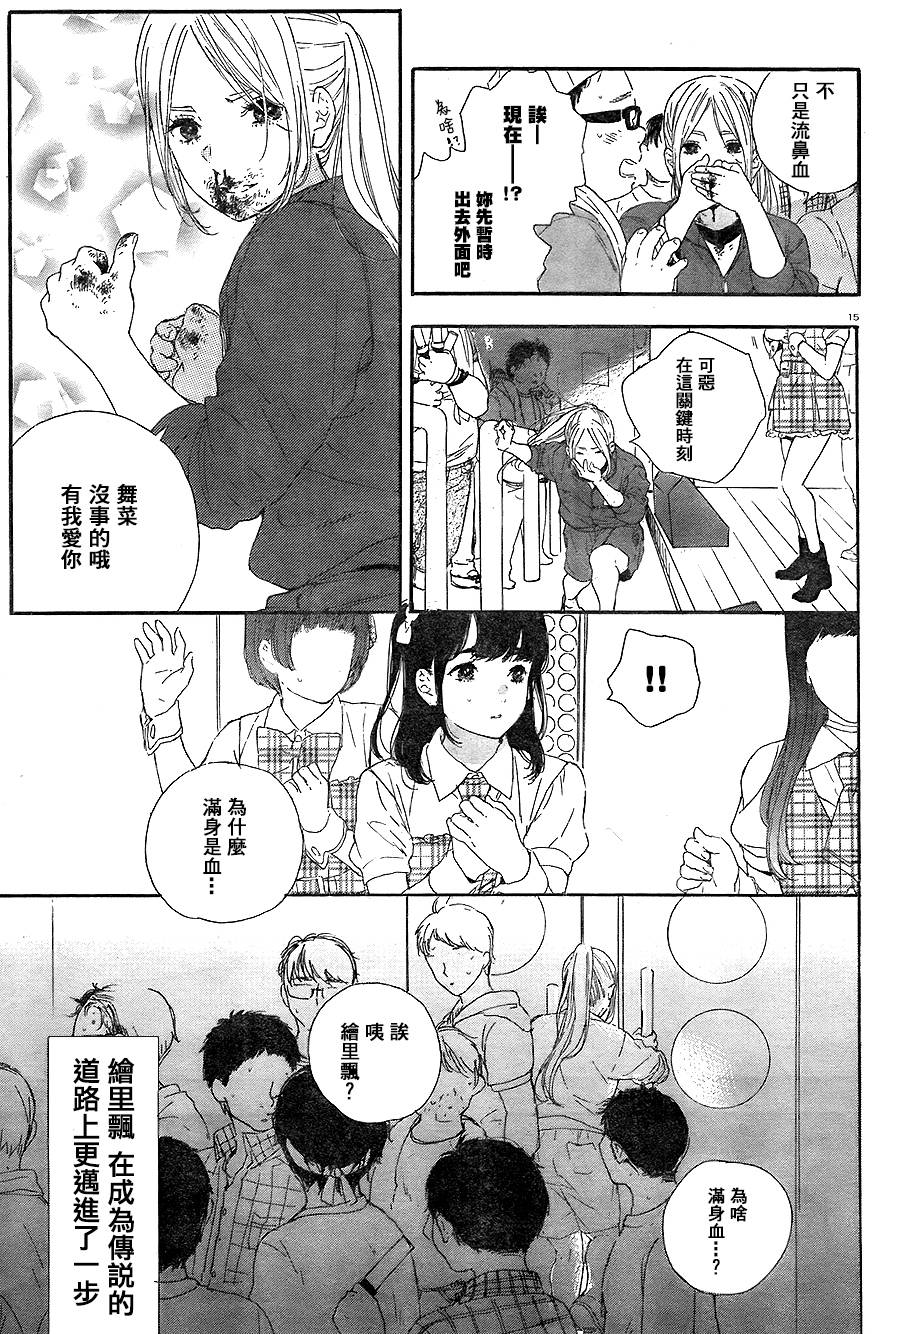 不
只是流鼻血
誒—
現在——!?
妳先暫時
出去外面吧
為
啥!?
15
可惡
在這關鍵時刻
舞菜
沒事的哦
有我愛你
!!
為什麼
滿身是血…
誒
咦
繪里飄?
為啥
滿身血…?
繪里飄 在成為傳說的
道路上更邁進了一步